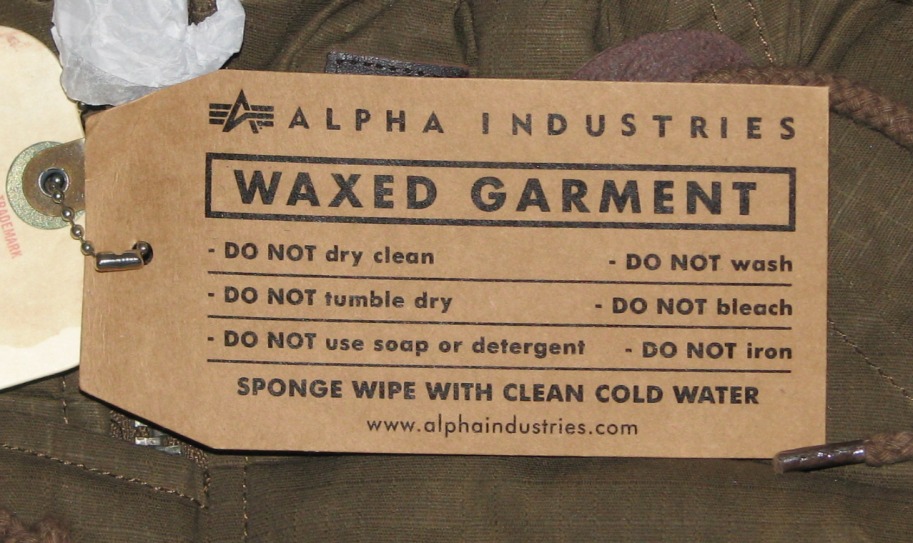 ALPHA INDUSTRIES
WAXED GARMENT
- DO NOT dry clean - DO NOT wash
- DO NOT tumble dry - DO NOT bleach
- DO NOT use soap or detergent - DO NOT iron
SPONGE WIPE WITH CLEAN COLD WATER
www.alphaindustries.com
TRADEMARK